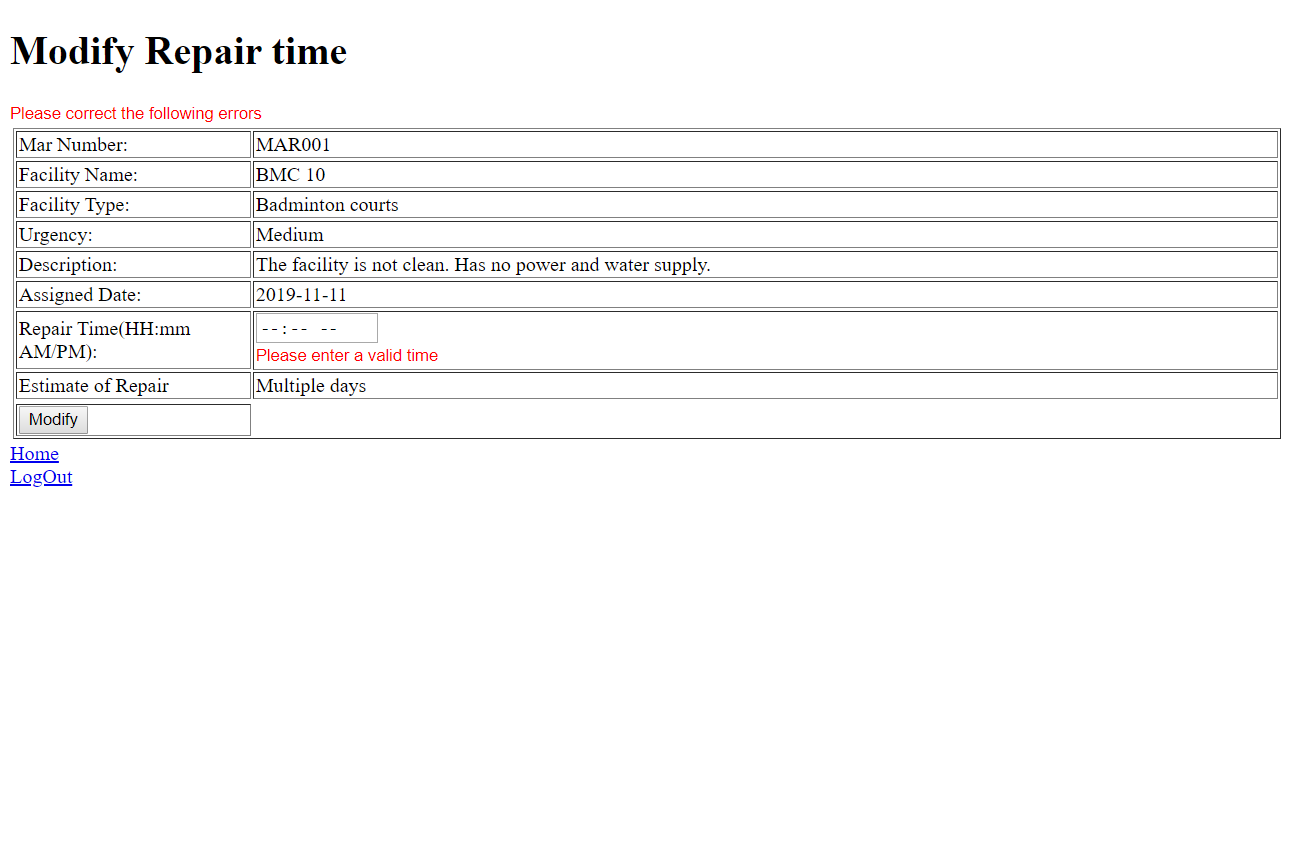 Modify Repair time
Please correct the following errors
Mar Number: MAR001
Facility Name: BMC 10
Facility Type: Badminton courts
Urgency: Medium
Description: The facility is not clean. Has no power and water supply.
Assigned Date: 2019-11-11
Repair Time(HH:mm
AM/PM):
--:-- --
Please enter a valid time
Estimate of Repair Multiple days
Modify
Home
LogOut